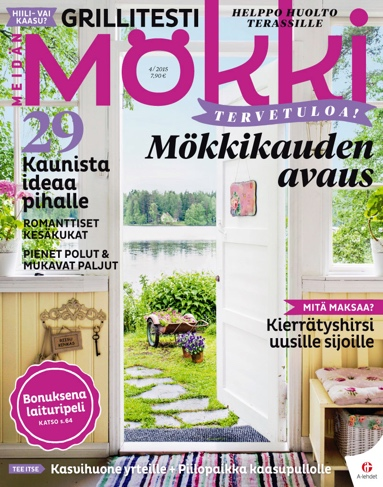 HIILI- VAI
KAASU?
GRILLITESTI
HELPPO HUOLTO
TERASSILLE
MEIDÄN
MÖKKI
4/2015
7,90 €
TERVETULOA!
Mökkikauden
avaus
29
Kaunista
ideaa
pihalle
ROMANTTISET
KESÄKUKAT
PIENET POLUT &
MUKAVAT PALJUT
MITÄ MAKSAA?
Kierrätyshirsi
uusille sijoille
Bonuksena
laituripeli
KATSO s.64
TEE ITSE
Kasvihuone yrteille + Piilopaikka kaasupullolle
A-lehdet